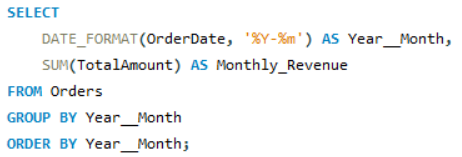 SELECT
    DATE_FORMAT(OrderDate, '%Y-%m') AS Year__Month,
    SUM(TotalAmount) AS Monthly_Revenue
FROM Orders
GROUP BY Year__Month
ORDER BY Year__Month;